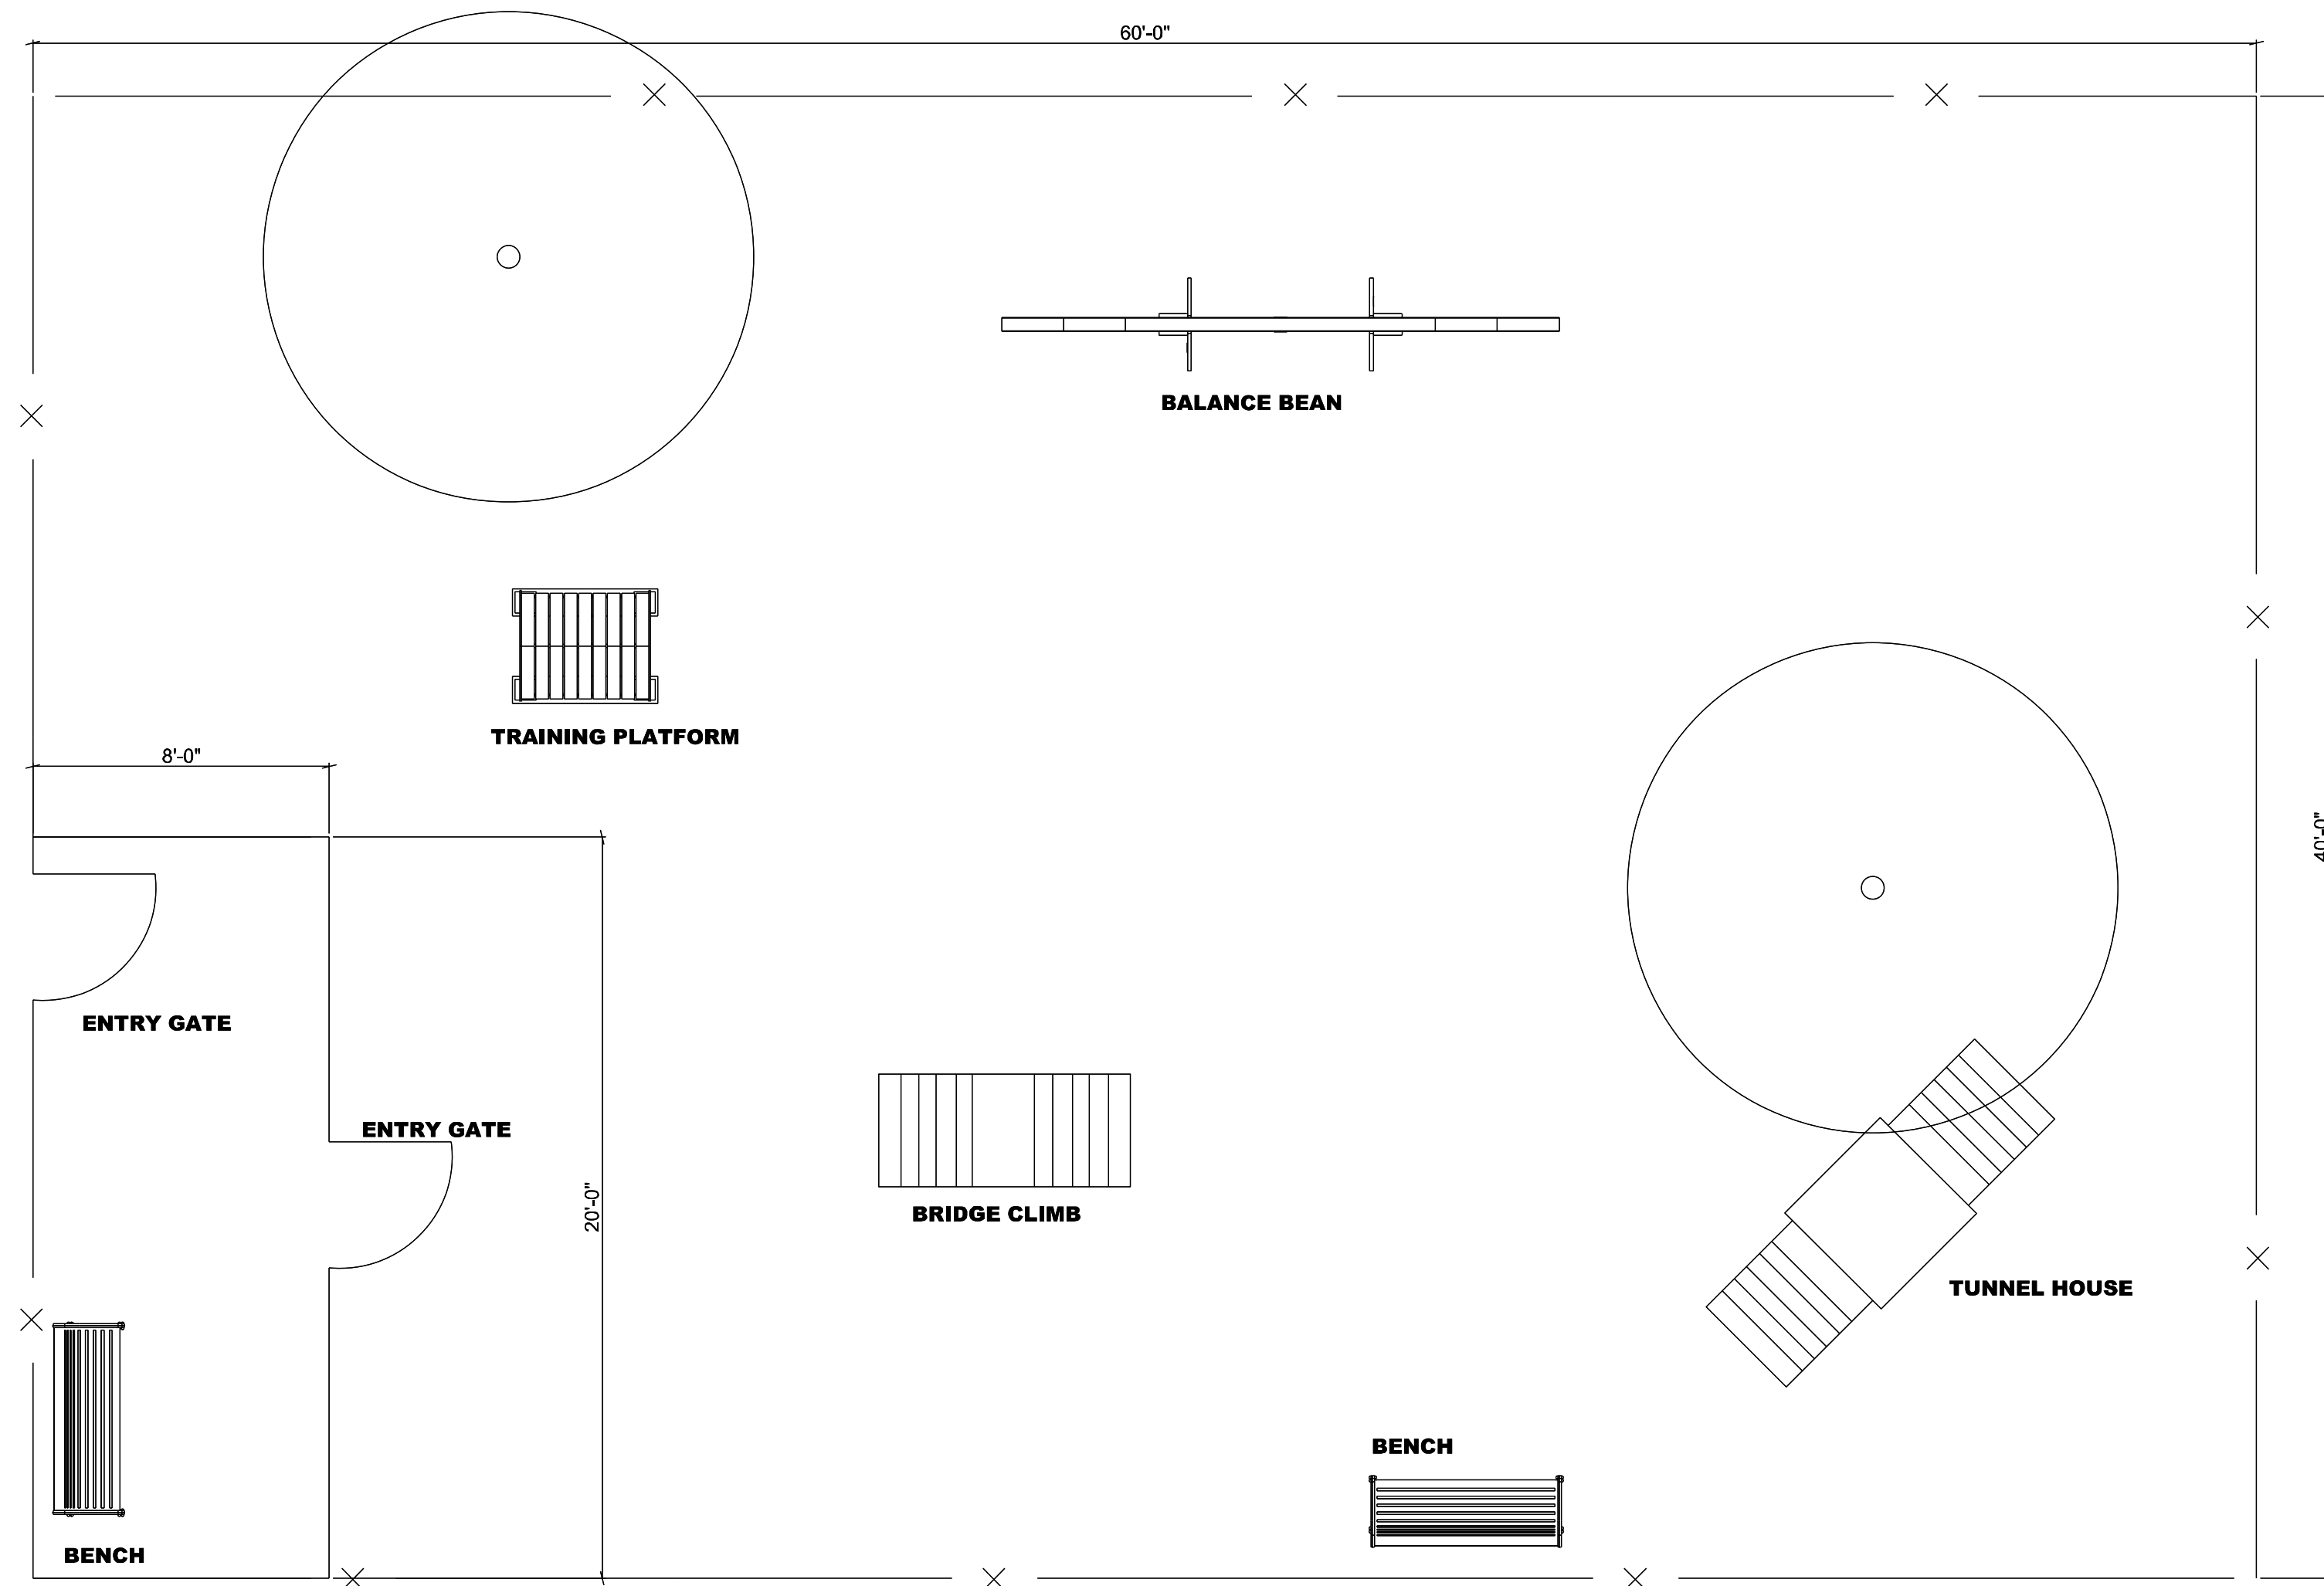 60'-0"
BALANCE BEAN
TRAINING PLATFORM
8'-0"
40'-0"
ENTRY GATE
ENTRY GATE
20'-0"
BRIDGE CLIMB
TUNNEL HOUSE
BENCH
BENCH